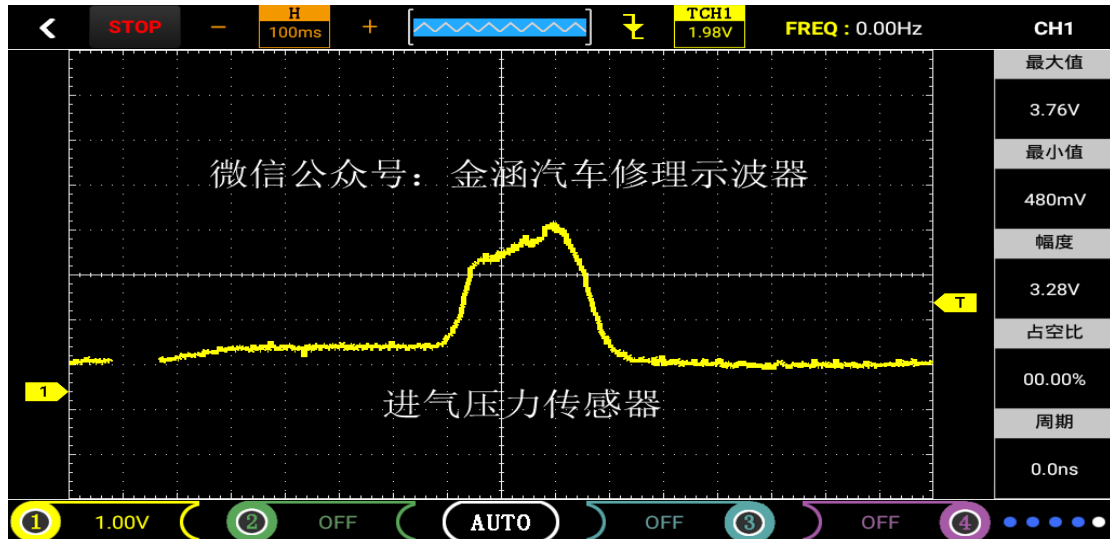 STOP
−
H
100ms
+
TCH1
1.98V
FREQ : 0.00Hz
CH1
最大值
3.76V
微信公众号：金涵汽车修理示波器
最小值
480mV
幅度
3.28V
T
占空比
1
00.00%
进气压力传感器
周期
0.0ns
1
1.00V
2
OFF
AUTO
OFF
3
OFF
4